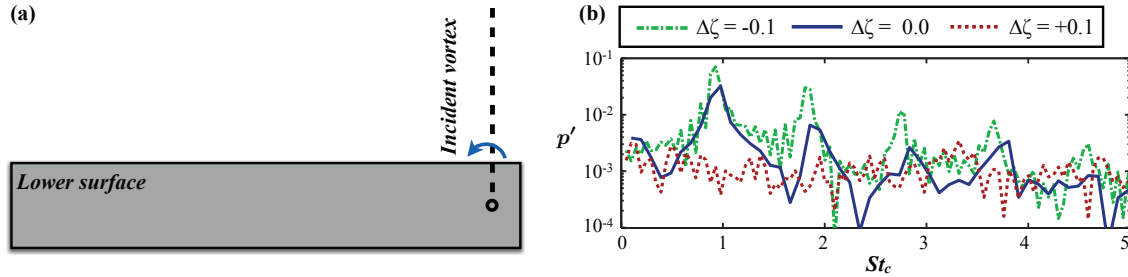 (a)
Incident vortex
Lower surface
(b)
Δζ = -0.1 Δζ = 0.0 Δζ = +0.1
10⁻¹
10⁻²
10⁻³
10⁻⁴
p′
0 1 2 3 4 5
St_c